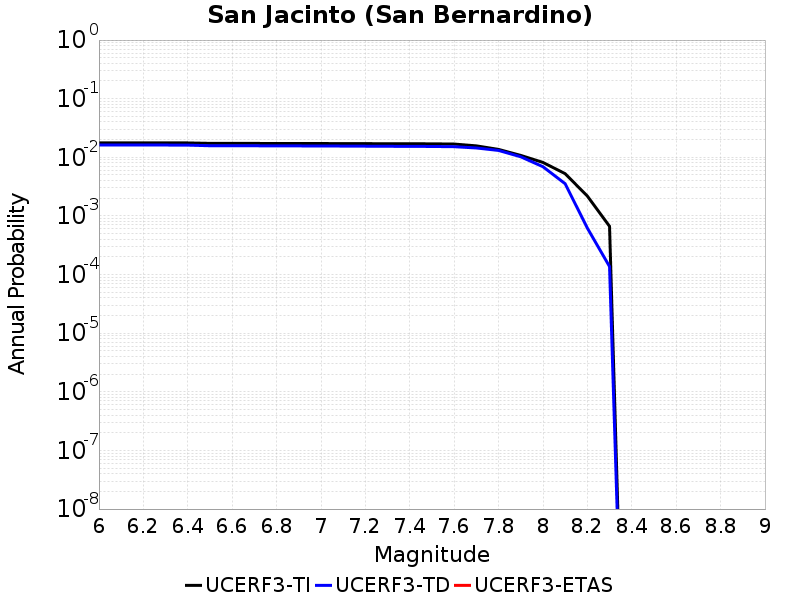 San Jacinto (San Bernardino)
10^0
10^-1
10^-2
10^-3
10^-4
10^-5
10^-6
10^-7
10^-8
Annual Probability
6 6.2 6.4 6.6 6.8 7 7.2 7.4 7.6 7.8 8 8.2 8.4 8.6 8.8 9
Magnitude
UCERF3-TI UCERF3-TD UCERF3-ETAS